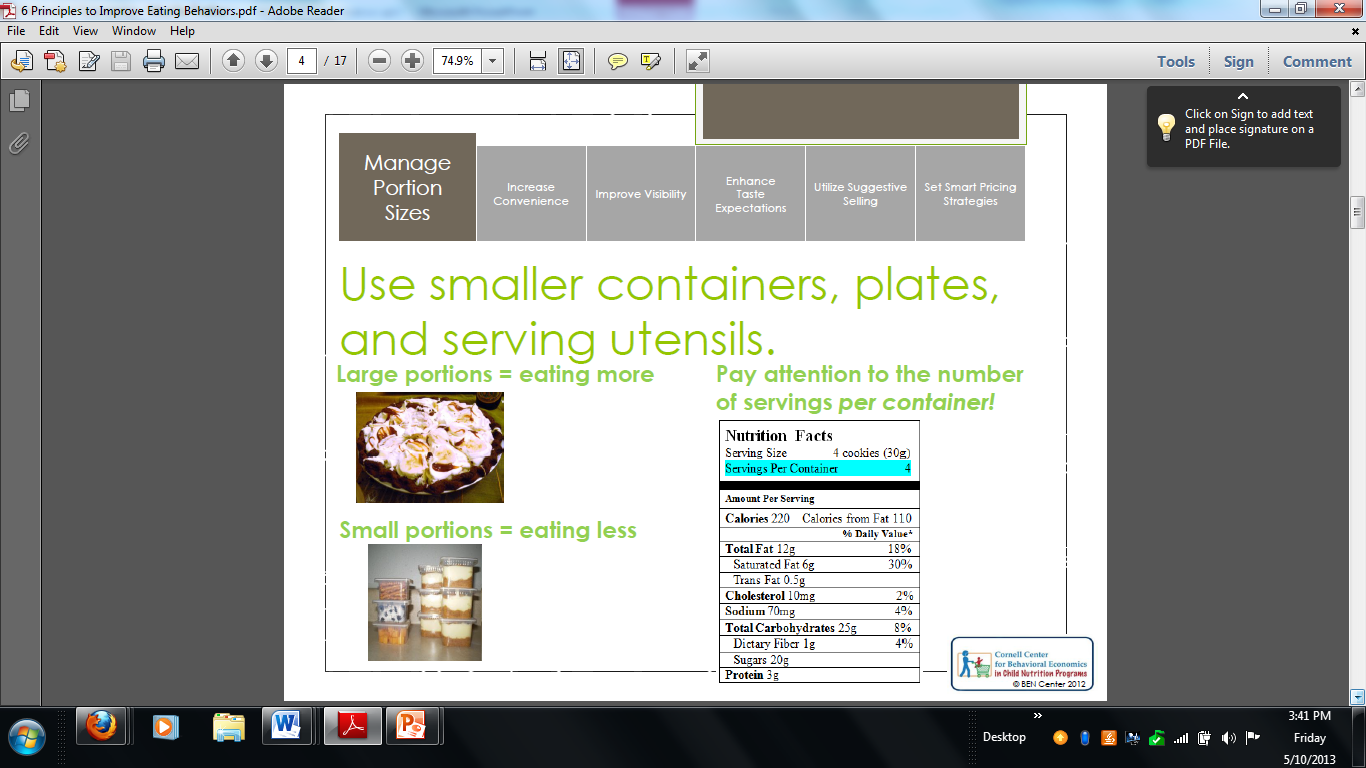 6 Principles to Improve Eating Behaviors.pdf - Adobe Reader
File Edit View Window Help
4 / 17 74.9% Tools Sign Comment
Click on Sign to add text
and place signature on a
PDF File.
Manage
Portion
Sizes
Increase
Convenience
Improve Visibility
Enhance
Taste
Expectations
Utilize Suggestive
Selling
Set Smart Pricing
Strategies
Use smaller containers, plates,
and serving utensils.
Large portions = eating more
Small portions = eating less
Pay attention to the number
of servings per container!
Nutrition Facts
Serving Size 4 cookies (30g)
Servings Per Container 4
Amount Per Serving
Calories 220 Calories from Fat 110
% Daily Value*
Total Fat 12g 18%
Saturated Fat 6g 30%
Trans Fat 0.5g
Cholesterol 10mg 2%
Sodium 70mg 4%
Total Carbohydrates 25g 8%
Dietary Fiber 1g 4%
Sugars 20g
Protein 3g
Cornell Center
for Behavioral Economics
in Child Nutrition Programs
© BEN Center 2012
Desktop
3:41 PM
Friday
5/10/2013